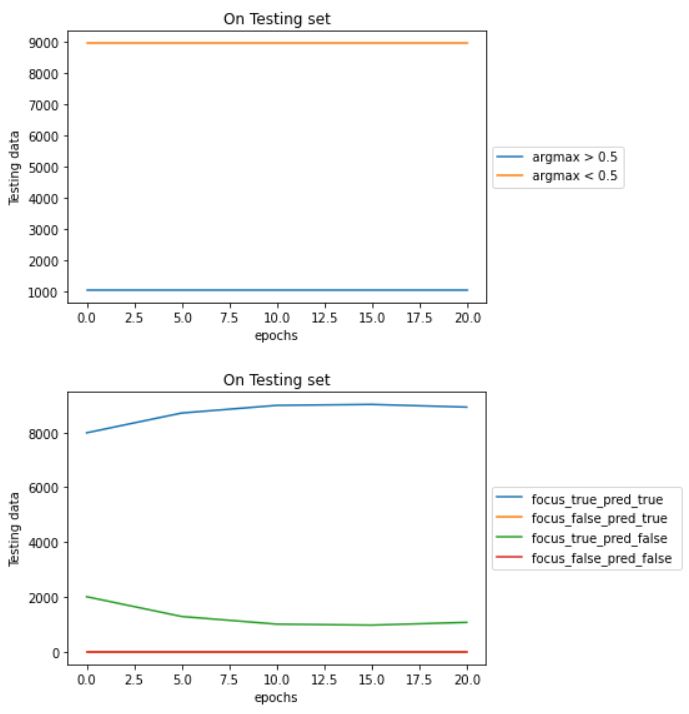 On Testing set
9000
8000
7000
6000
5000
4000
3000
2000
1000
Testing data
0.0 2.5 5.0 7.5 10.0 12.5 15.0 17.5 20.0
epochs
argmax > 0.5
argmax < 0.5
On Testing set
8000
6000
4000
2000
0
Testing data
0.0 2.5 5.0 7.5 10.0 12.5 15.0 17.5 20.0
epochs
focus_true_pred_true
focus_false_pred_true
focus_true_pred_false
focus_false_pred_false